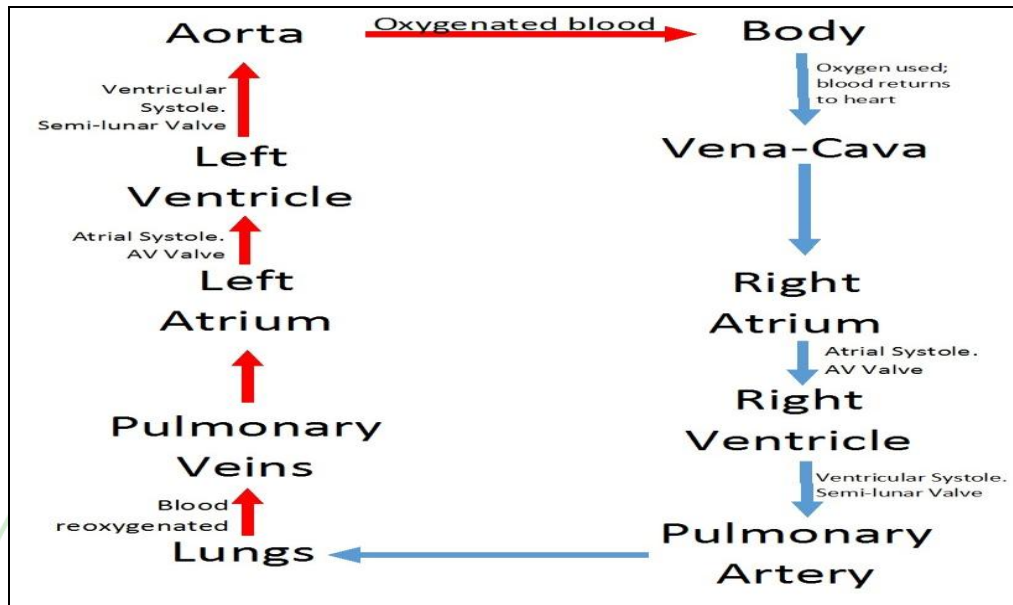 Aorta
Oxygenated blood
Body
Oxygen used;
blood returns
to heart
Vena-Cava
Right
Atrium
Atrial Systole.
AV Valve
Right
Ventricle
Ventricular Systole.
Semi-lunar Valve
Pulmonary
Artery
Lungs
Blood
reoxygenated
Pulmonary
Veins
Left
Atrium
Atrial Systole.
AV Valve
Left
Ventricle
Ventricular
Systole.
Semi-lunar Valve